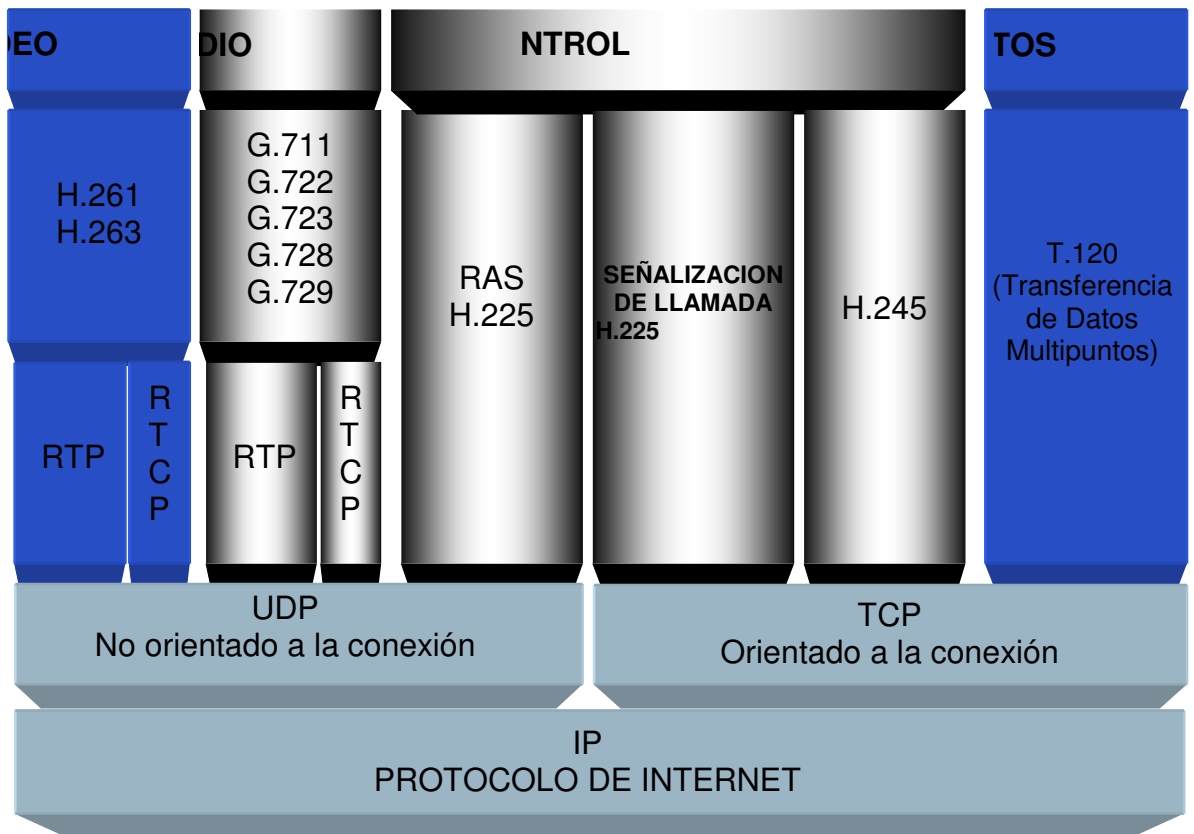 DEO
DIO
NTROL
TOS
H.261
H.263
G.711
G.722
G.723
G.728
G.729
RAS
H.225
SEÑALIZACION
DE LLAMADA
H.225
H.245
T.120
(Transferencia
de Datos
Multipuntos)
RTP
R
T
C
P
RTP
R
T
C
P
UDP
No orientado a la conexión
TCP
Orientado a la conexión
IP
PROTOCOLO DE INTERNET